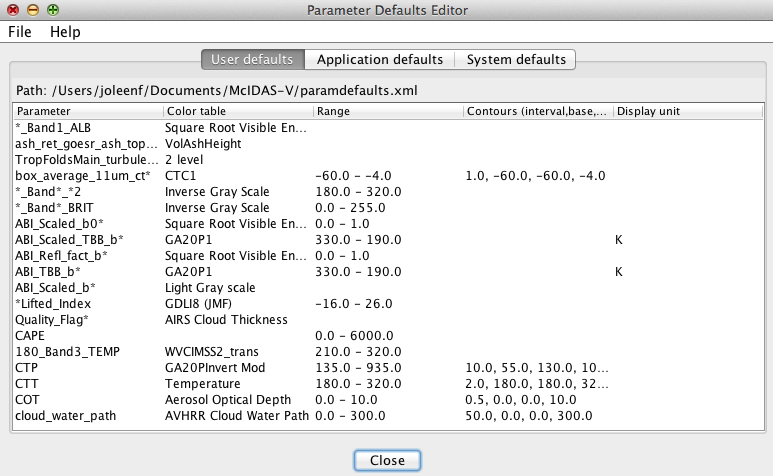 Parameter Defaults Editor
File Help
User defaults Application defaults System defaults
Path: /Users/joleenf/Documents/McIDAS-V/paramdefaults.xml
Parameter Color table Range Contours (interval,base,... Display unit
*_Band1_ALB Square Root Visible En...
ash_ret_goesr_ash_top... VolAshHeight
TropFoldsMain_turbule... 2 level
box_average_11um_ct* CTC1 -60.0 - -4.0 1.0, -60.0, -60.0, -4.0
*_Band*_*2 Inverse Gray Scale 180.0 - 320.0
*_Band*_BRIT Inverse Gray Scale 0.0 - 255.0
ABI_Scaled_b0* Square Root Visible En... 0.0 - 1.0
ABI_Scaled_TBB_b* GA20P1 330.0 - 190.0 K
ABI_Refl_fact_b* Square Root Visible En... 0.0 - 1.0
ABI_TBB_b* GA20P1 330.0 - 190.0 K
ABI_Scaled_b* Light Gray scale
*Lifted_Index GDLI8 (JMF) -16.0 - 26.0
Quality_Flag* AIRS Cloud Thickness
CAPE 0.0 - 6000.0
180_Band3_TEMP WVCIMSS2_trans 210.0 - 320.0
CTP GA20PInvert Mod 135.0 - 935.0 10.0, 55.0, 130.0, 10...
CTT Temperature 180.0 - 320.0 2.0, 180.0, 180.0, 32...
COT Aerosol Optical Depth 0.0 - 10.0 0.5, 0.0, 0.0, 10.0
cloud_water_path AVHRR Cloud Water Path 0.0 - 300.0 50.0, 0.0, 0.0, 300.0
Close